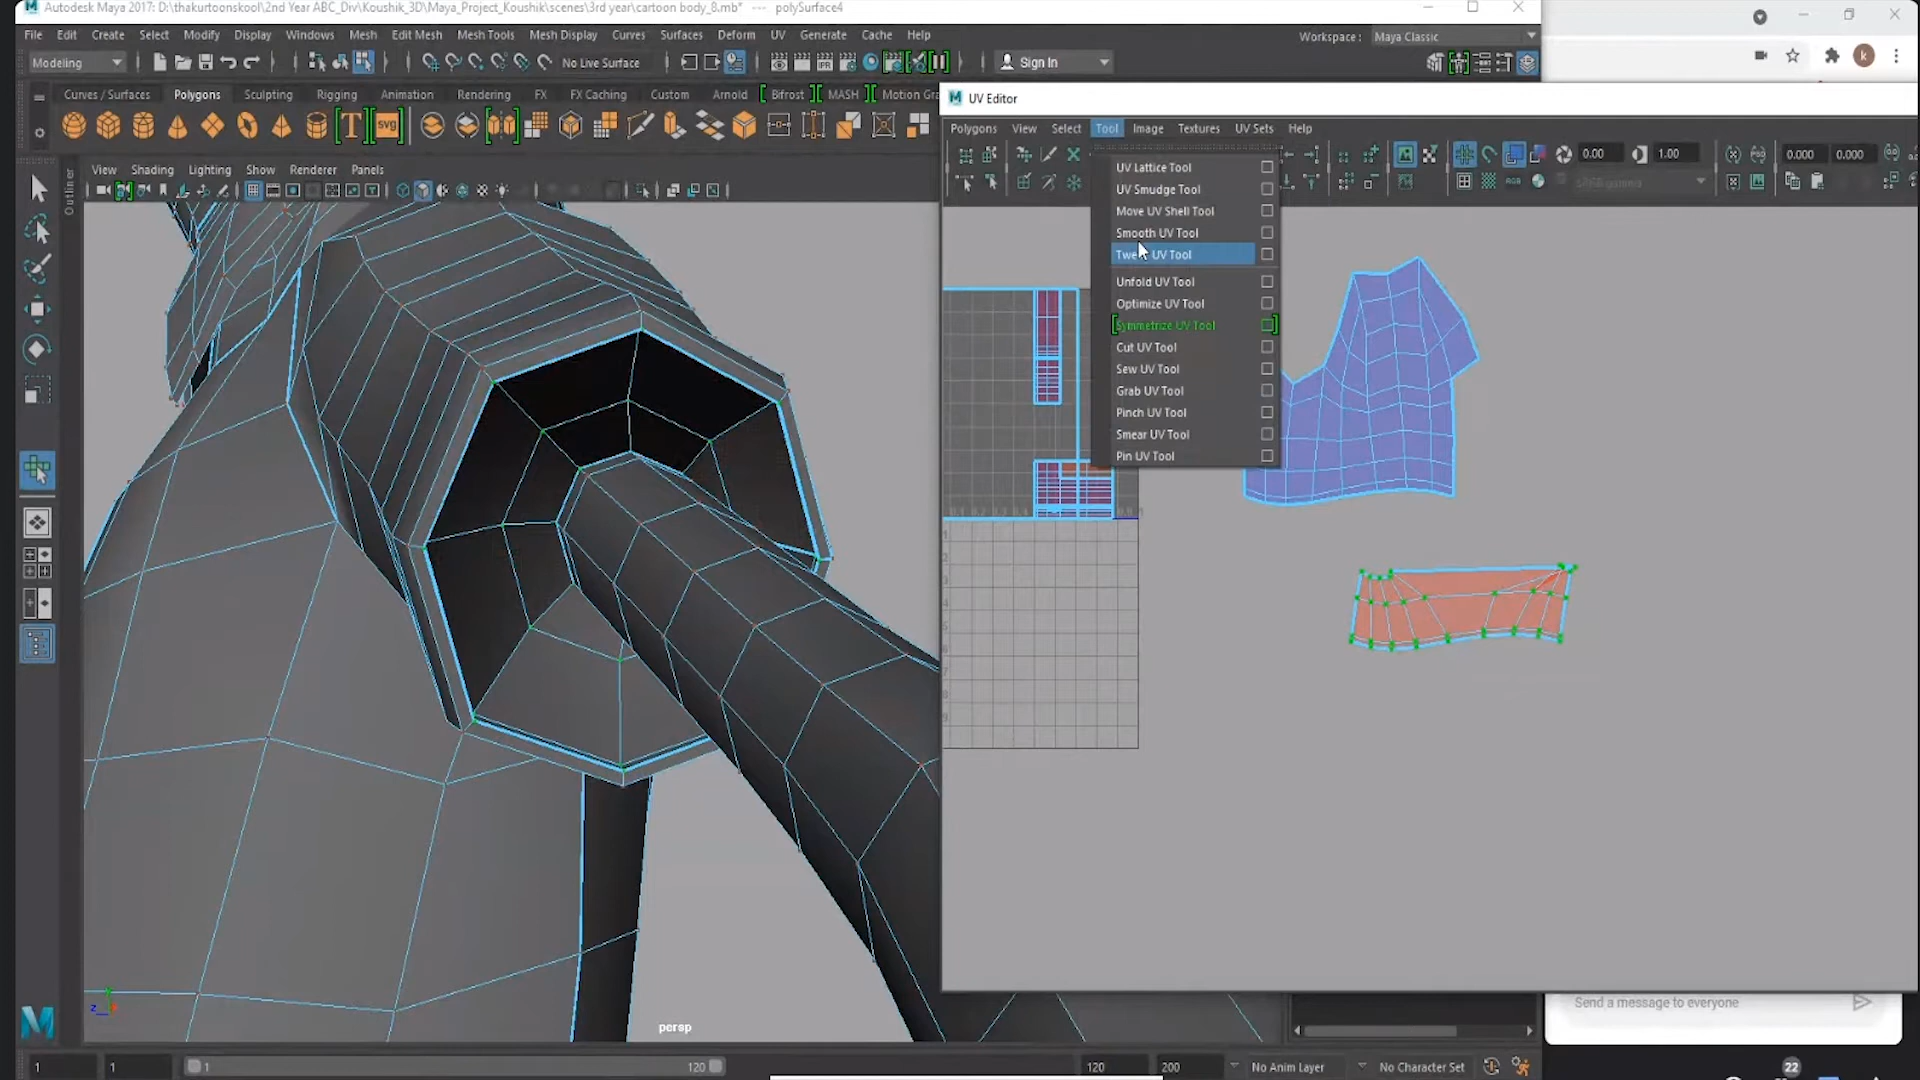 Autodesk Maya 2017: D:\thakurtoonskool\2nd Year ABC_Div\Koushik_3D\Maya_Project_Koushik\scenes\3rd year\cartoon body_8.mb* --- polySurface4
File Edit Create Select Modify Display Windows Mesh Edit Mesh Mesh Tools Mesh Display Curves Surfaces Deform UV Generate Cache Help
Workspace : Maya Classic
Modeling
No Live Surface
Sign In
k
Curves / Surfaces Polygons Sculpting Rigging Animation Rendering FX FX Caching Custom Arnold Bifrost MASH Motion Gra
UV Editor
T svg
Polygons View Select Tool Image Textures UV Sets Help
View Shading Lighting Show Renderer Panels
0.00 1.00 0.000 0.000
RGB
sRGB gamma
Outliner
UV Lattice Tool
UV Smudge Tool
Move UV Shell Tool
Smooth UV Tool
UV Tool
Unfold UV Tool
Optimize UV Tool
Symmetrize UV Tool
Cut UV Tool
Sew UV Tool
Grab UV Tool
Pinch UV Tool
Smear UV Tool
Pin UV Tool
z
persp
Send a message to everyone
1 1 1 120 120 200 No Anim Layer No Character Set
22